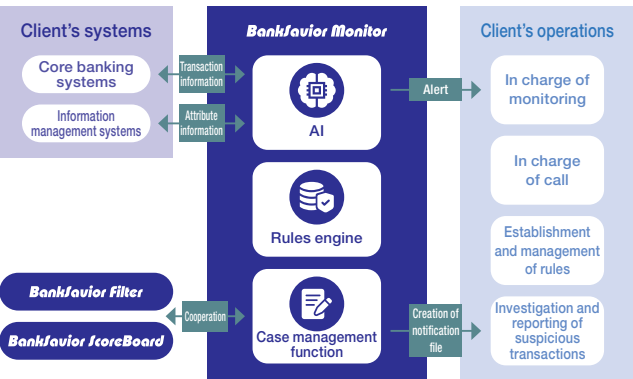 Client's systems
Core banking
systems
Information
management systems
Transaction
information
Attribute
information
BankSavior Monitor
AI
Rules engine
Case management
function
BankSavior Filter
BankSavior ScoreBoard
Cooperation
Alert
Creation of
notification
file
Client's operations
In charge of
monitoring
In charge
of call
Establishment
and management
of rules
Investigation and
reporting of
suspicious
transactions